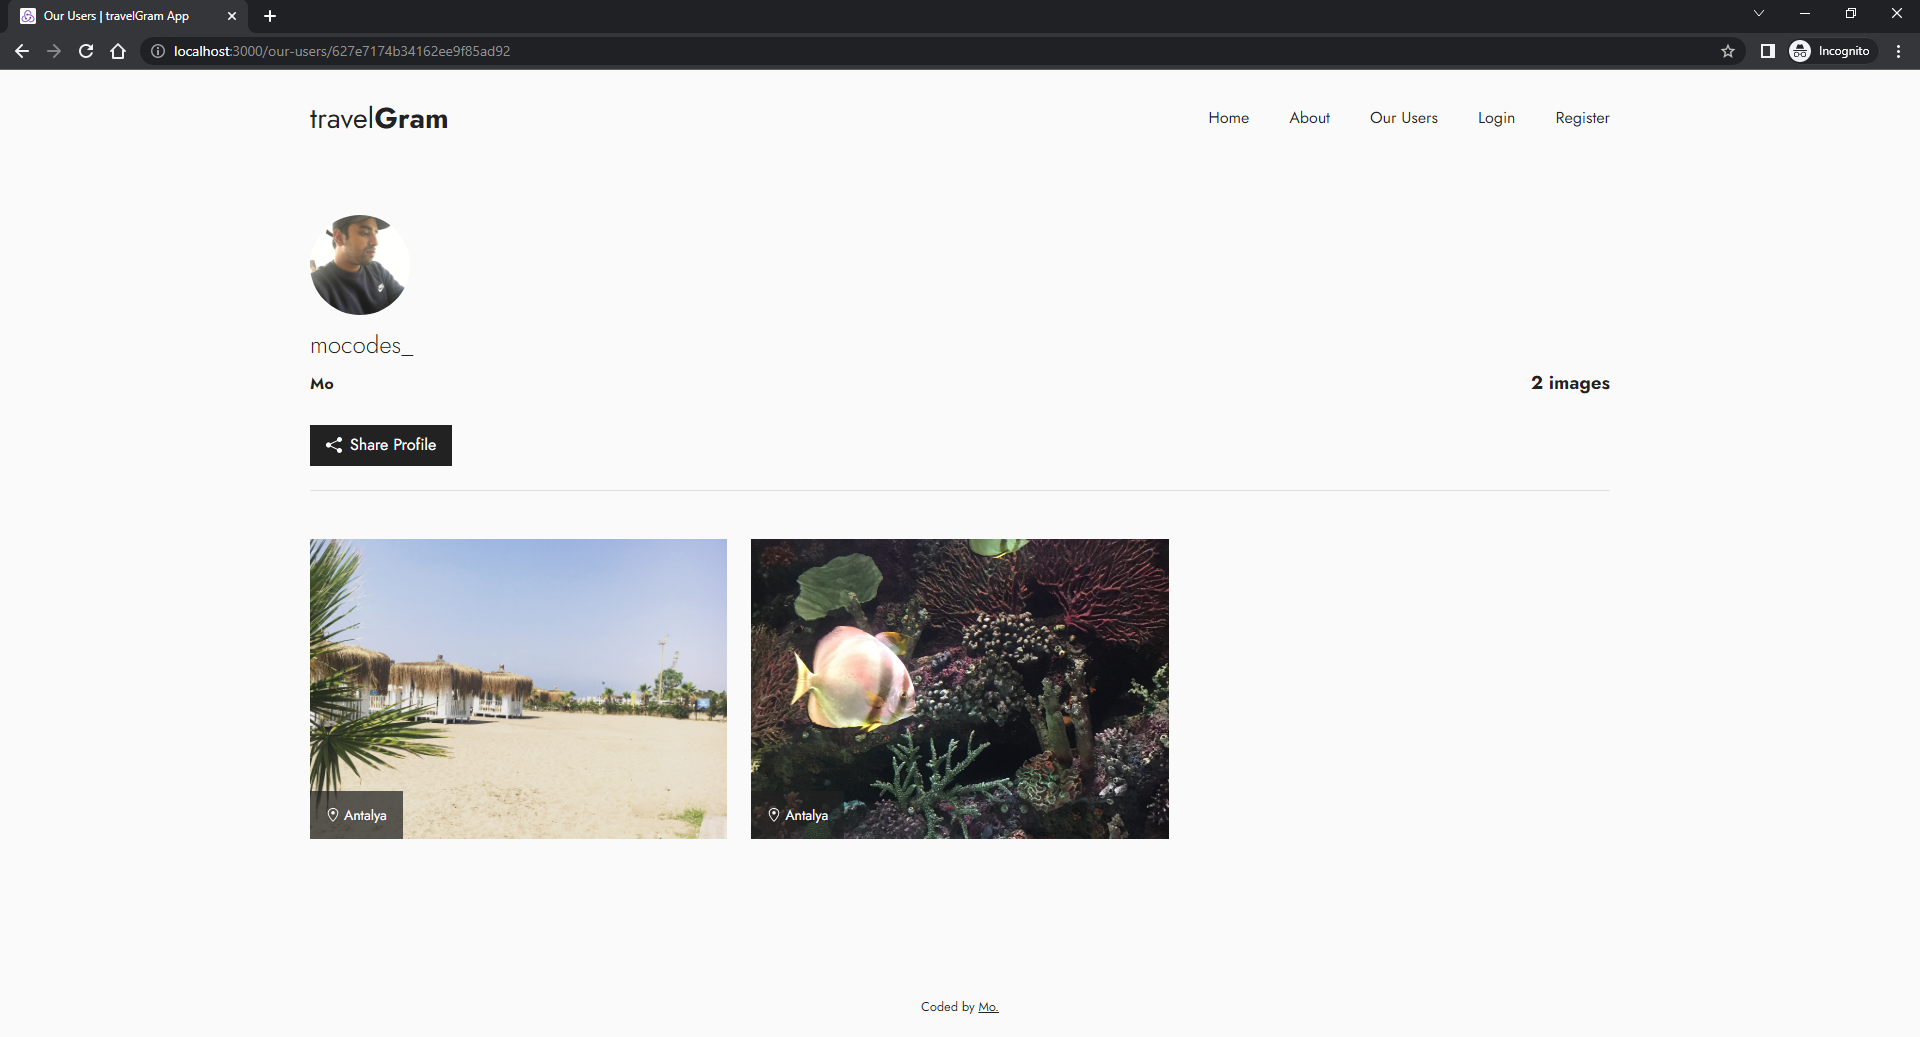 Our Users | travelGram App
localhost:3000/our-users/627e7174b34162ee9f85ad92
Incognito
travelGram
Home
About
Our Users
Login
Register
mocodes_
Mo
2 images
Share Profile
Antalya
Antalya
Coded by Mo.